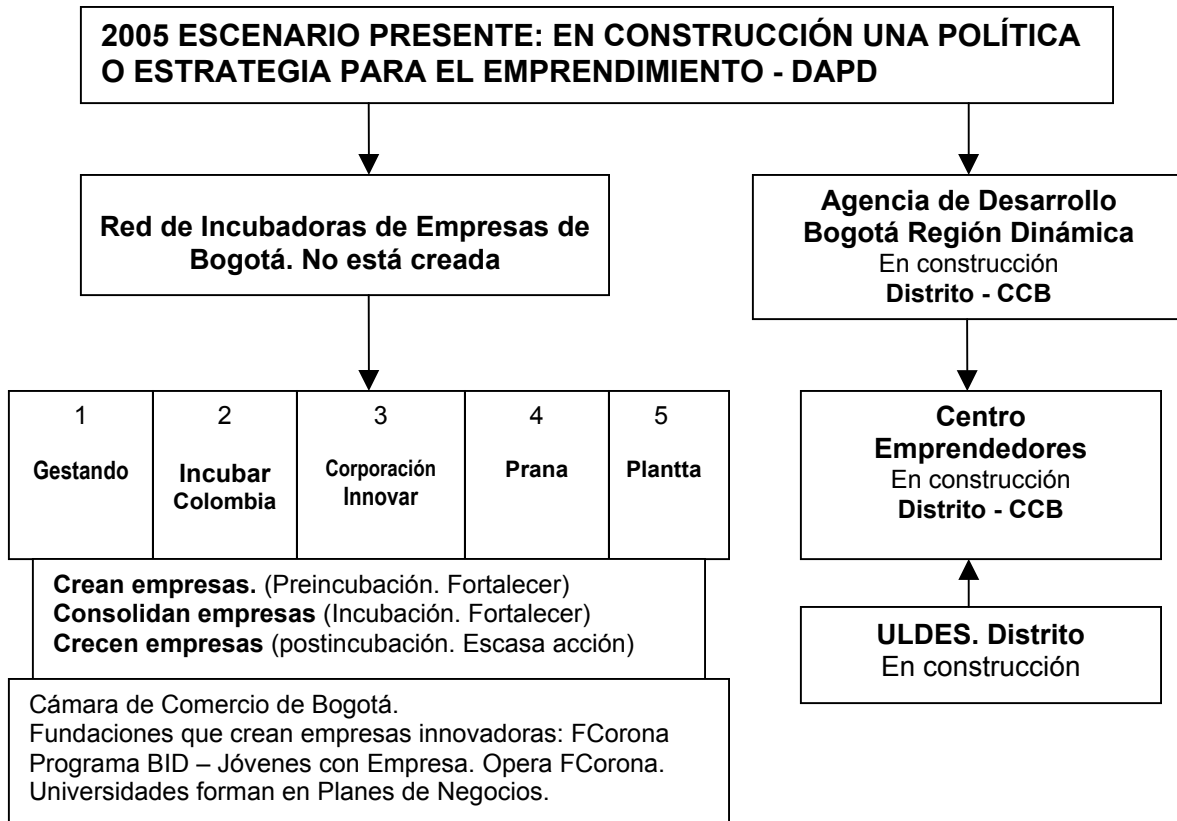 2005 ESCENARIO PRESENTE: EN CONSTRUCCIÓN UNA POLÍTICA
O ESTRATEGIA PARA EL EMPRENDIMIENTO - DAPD
Red de Incubadoras de Empresas de
Bogotá. No está creada
Agencia de Desarrollo
Bogotá Región Dinámica
En construcción
Distrito - CCB
1
Gestando
2
Incubar
Colombia
3
Corporación
Innovar
4
Prana
5
Plantta
Centro
Emprendedores
En construcción
Distrito - CCB
Crean empresas. (Preincubación. Fortalecer)
Consolidan empresas (Incubación. Fortalecer)
Crecen empresas (postincubación. Escasa acción)
ULDES. Distrito
En construcción
Cámara de Comercio de Bogotá.
Fundaciones que crean empresas innovadoras: FCorona
Programa BID – Jóvenes con Empresa. Opera FCorona.
Universidades forman en Planes de Negocios.